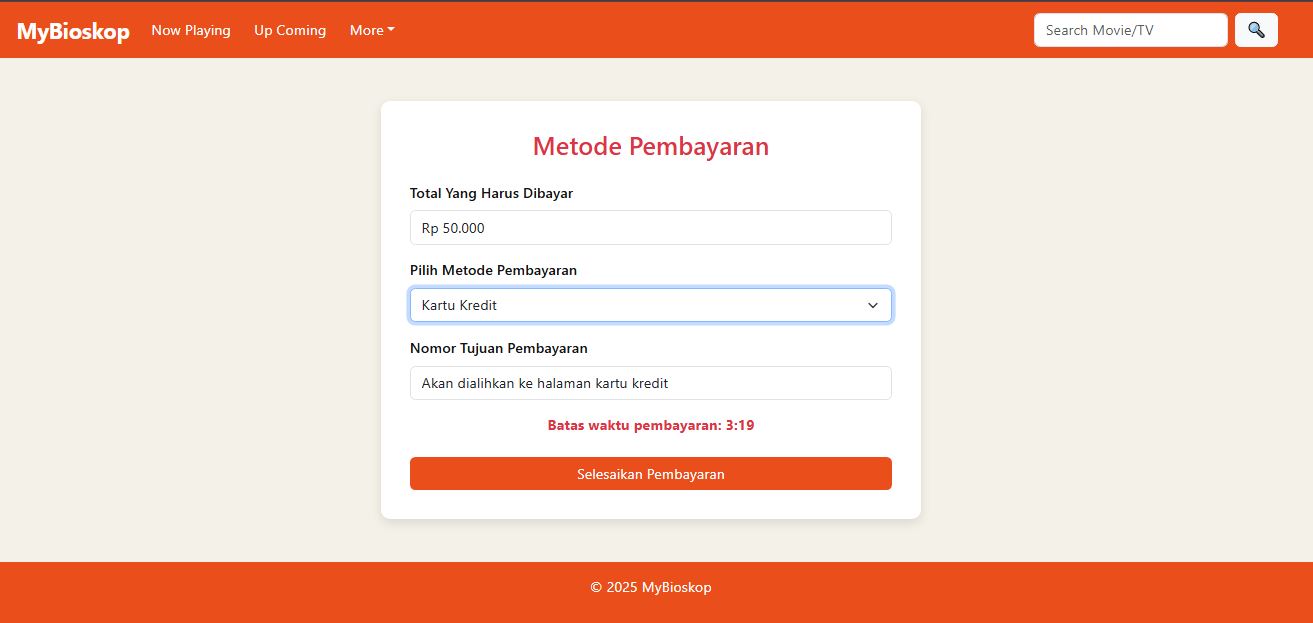 MyBioskop Now Playing Up Coming More Search Movie/TV
Metode Pembayaran
Total Yang Harus Dibayar
Rp 50.000
Pilih Metode Pembayaran
Kartu Kredit
Nomor Tujuan Pembayaran
Akan dialihkan ke halaman kartu kredit
Batas waktu pembayaran: 3:19
Selesaikan Pembayaran
© 2025 MyBioskop